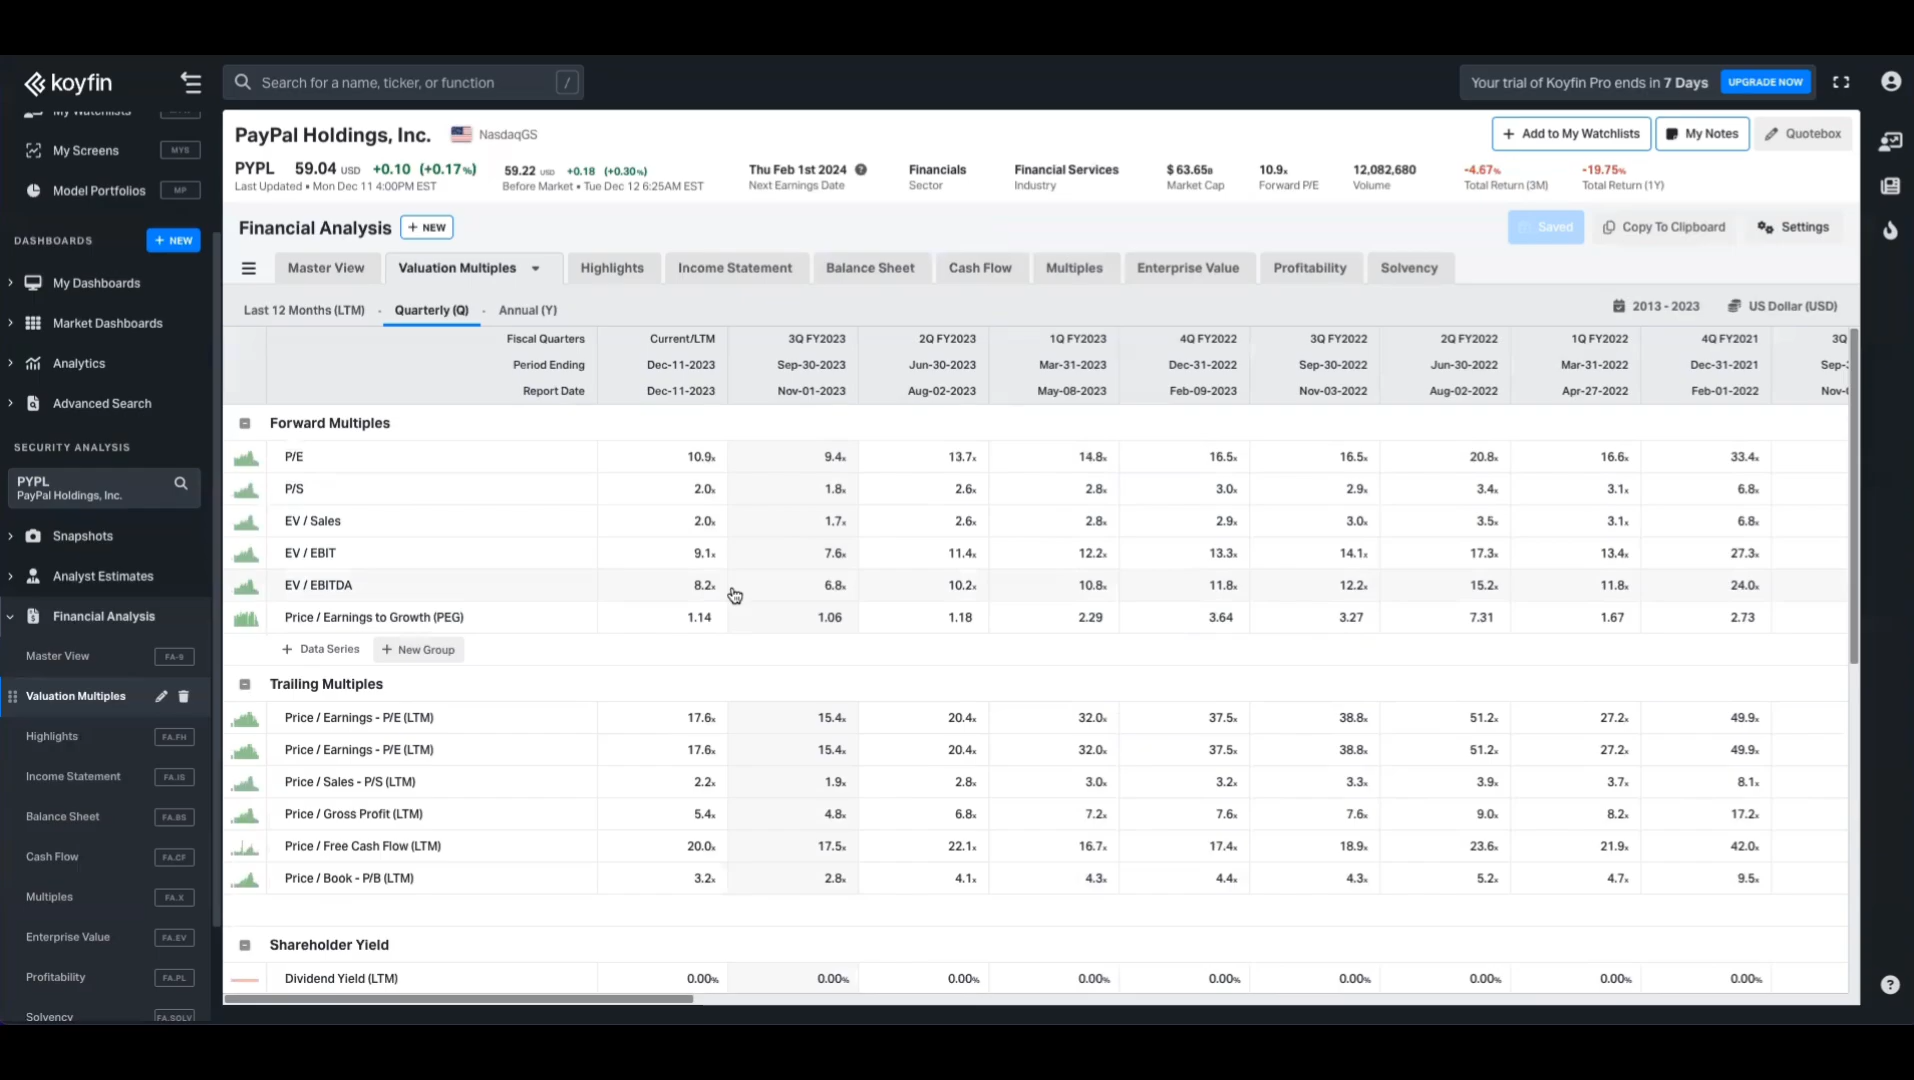 koyfin
Search for a name, ticker, or function /
Your trial of Koyfin Pro ends in 7 Days UPGRADE NOW
My Watchlists
My Screens MYS
Model Portfolios MP
DASHBOARDS + NEW
My Dashboards
Market Dashboards
Analytics
Advanced Search
SECURITY ANALYSIS
PYPL
PayPal Holdings, Inc.
Snapshots
Analyst Estimates
Financial Analysis
Master View FA-9
Valuation Multiples
Highlights FA.FH
Income Statement FA.IS
Balance Sheet FA.BS
Cash Flow FA.CF
Multiples FA.X
Enterprise Value FA.EV
Profitability FA.PL
Solvency FA.SOLV
PayPal Holdings, Inc. NasdaqGS
+ Add to My Watchlists My Notes Quotebox
PYPL 59.04 USD +0.10 (+0.17%) 59.22 USD +0.18 (+0.30%) Thu Feb 1st 2024 Financials Financial Services $ 63.65B 10.9x 12,082,680 -4.67% -19.75%
Last Updated • Mon Dec 11 4:00PM EST Before Market • Tue Dec 12 6:25AM EST Next Earnings Date Sector Industry Market Cap Forward P/E Volume Total Return (3M) Total Return (1Y)
Financial Analysis + NEW Saved Copy To Clipboard Settings
Master View Valuation Multiples Highlights Income Statement Balance Sheet Cash Flow Multiples Enterprise Value Profitability Solvency
Last 12 Months (LTM) · Quarterly (Q) · Annual (Y) 2013 - 2023 US Dollar (USD)
Fiscal Quarters Current/LTM 3Q FY2023 2Q FY2023 1Q FY2023 4Q FY2022 3Q FY2022 2Q FY2022 1Q FY2022 4Q FY2021 3Q
Period Ending Dec-11-2023 Sep-30-2023 Jun-30-2023 Mar-31-2023 Dec-31-2022 Sep-30-2022 Jun-30-2022 Mar-31-2022 Dec-31-2021 Sep-
Report Date Dec-11-2023 Nov-01-2023 Aug-02-2023 May-08-2023 Feb-09-2023 Nov-03-2022 Aug-02-2022 Apr-27-2022 Feb-01-2022 Nov-
Forward Multiples
P/E 10.9x 9.4x 13.7x 14.8x 16.5x 16.5x 20.8x 16.6x 33.4x
P/S 2.0x 1.8x 2.6x 2.8x 3.0x 2.9x 3.4x 3.1x 6.8x
EV / Sales 2.0x 1.7x 2.6x 2.8x 2.9x 3.0x 3.5x 3.1x 6.8x
EV / EBIT 9.1x 7.6x 11.4x 12.2x 13.3x 14.1x 17.3x 13.4x 27.3x
EV / EBITDA 8.2x 6.8x 10.2x 10.8x 11.8x 12.2x 15.2x 11.8x 24.0x
Price / Earnings to Growth (PEG) 1.14 1.06 1.18 2.29 3.64 3.27 7.31 1.67 2.73
+ Data Series + New Group
Trailing Multiples
Price / Earnings - P/E (LTM) 17.6x 15.4x 20.4x 32.0x 37.5x 38.8x 51.2x 27.2x 49.9x
Price / Earnings - P/E (LTM) 17.6x 15.4x 20.4x 32.0x 37.5x 38.8x 51.2x 27.2x 49.9x
Price / Sales - P/S (LTM) 2.2x 1.9x 2.8x 3.0x 3.2x 3.3x 3.9x 3.7x 8.1x
Price / Gross Profit (LTM) 5.4x 4.8x 6.8x 7.2x 7.6x 7.6x 9.0x 8.2x 17.2x
Price / Free Cash Flow (LTM) 20.0x 17.5x 22.1x 16.7x 17.4x 18.9x 23.6x 21.9x 42.0x
Price / Book - P/B (LTM) 3.2x 2.8x 4.1x 4.3x 4.4x 4.3x 5.2x 4.7x 9.5x
Shareholder Yield
Dividend Yield (LTM) 0.00% 0.00% 0.00% 0.00% 0.00% 0.00% 0.00% 0.00% 0.00%